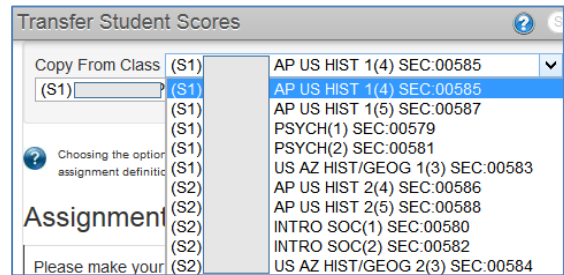 Transfer Student Scores
Copy From Class (S1) AP US HIST 1(4) SEC:00585
(S1)
(S1) AP US HIST 1(4) SEC:00585
(S1) AP US HIST 1(5) SEC:00587
(S1) PSYCH(1) SEC:00579
(S1) PSYCH(2) SEC:00581
(S1) US AZ HIST/GEOG 1(3) SEC:00583
(S2) AP US HIST 2(4) SEC:00586
(S2) AP US HIST 2(5) SEC:00588
(S2) INTRO SOC(1) SEC:00580
(S2) INTRO SOC(2) SEC:00582
(S2) US AZ HIST/GEOG 2(3) SEC:00584
Choosing the option
assignment definitio
Assignment
Please make your